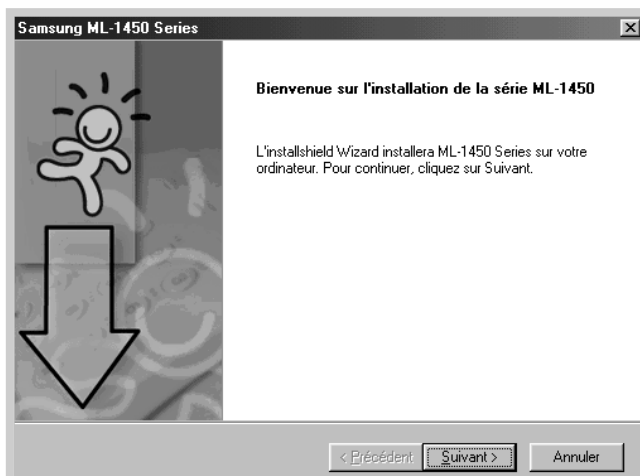 Samsung ML-1450 Series
Bienvenue sur l'installation de la série ML-1450
L'installshield Wizard installera ML-1450 Series sur votre
ordinateur. Pour continuer, cliquez sur Suivant.
< Précédent
Suivant >
Annuler